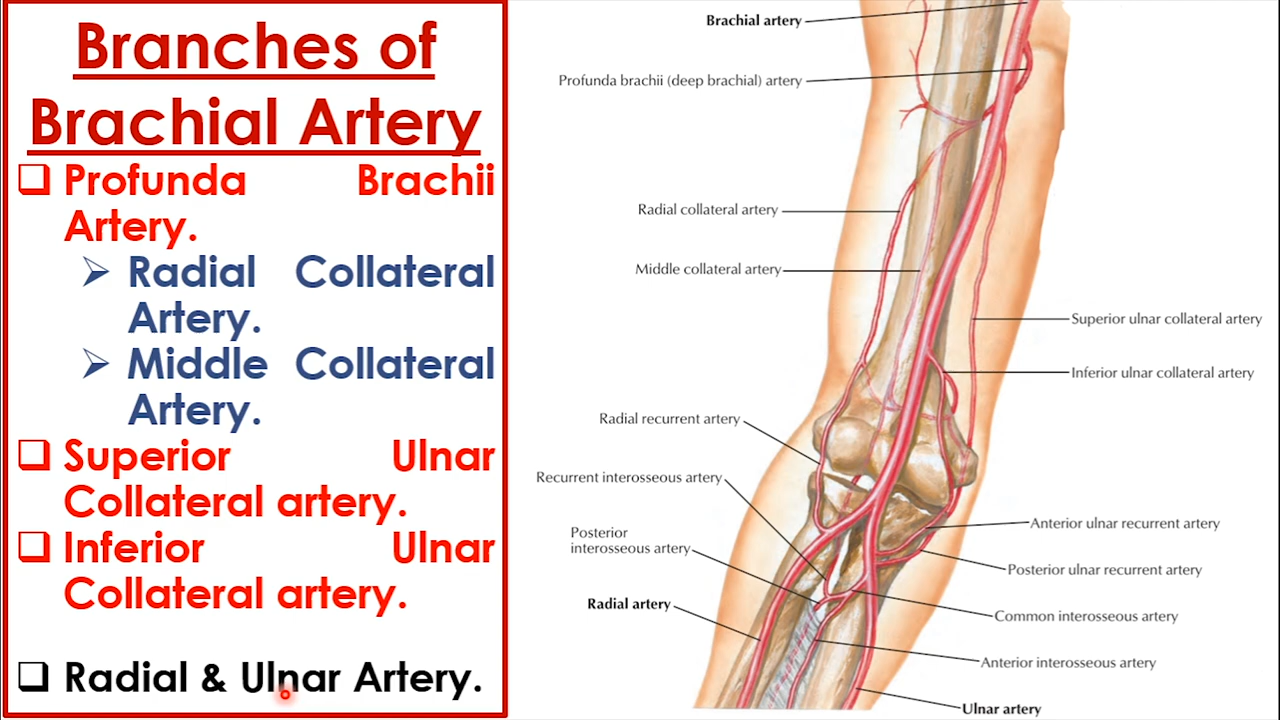 Branches of
Brachial Artery
Profunda Brachii
Artery.
Radial Collateral
Artery.
Middle Collateral
Artery.
Superior Ulnar
Collateral artery.
Inferior Ulnar
Collateral artery.
Radial & Ulnar Artery.
Brachial artery
Profunda brachii (deep brachial) artery
Radial collateral artery
Middle collateral artery
Superior ulnar collateral artery
Inferior ulnar collateral artery
Radial recurrent artery
Recurrent interosseous artery
Posterior
interosseous artery
Radial artery
Anterior ulnar recurrent artery
Posterior ulnar recurrent artery
Common interosseous artery
Anterior interosseous artery
Ulnar artery